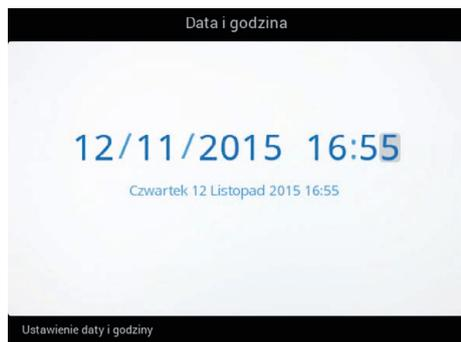 Data i godzina
12/11/2015 16:55
Czwartek 12 Listopad 2015 16:55
Ustawienie daty i godziny